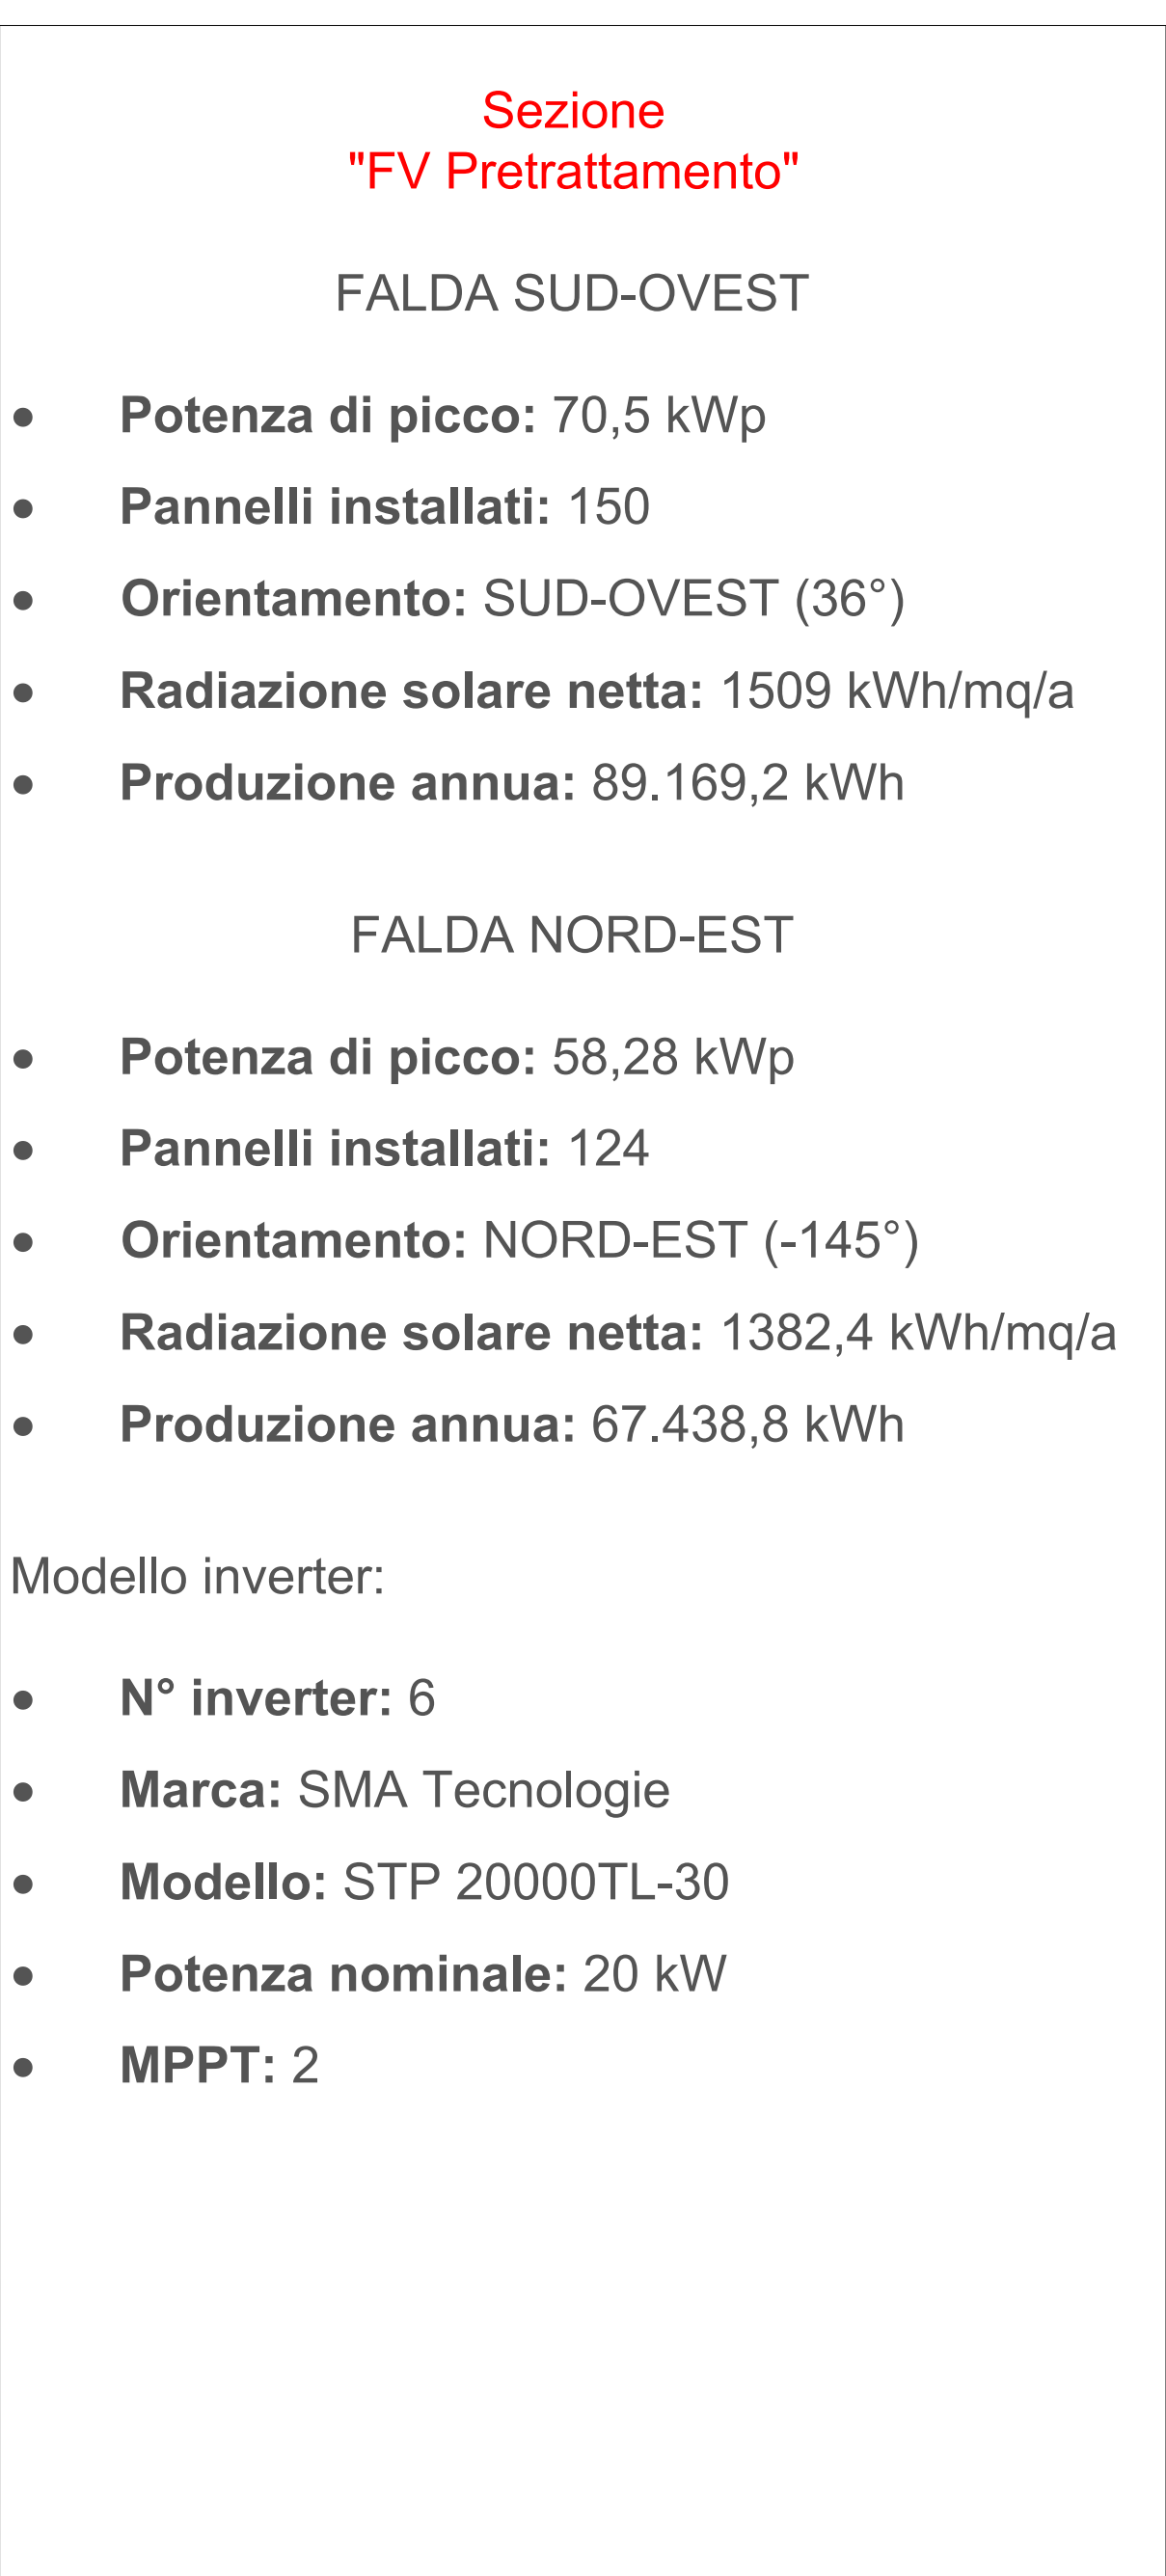 Sezione
"FV Pretrattamento"
FALDA SUD-OVEST
● Potenza di picco: 70,5 kWp
● Pannelli installati: 150
● Orientamento: SUD-OVEST (36°)
● Radiazione solare netta: 1509 kWh/mq/a
● Produzione annua: 89.169,2 kWh
FALDA NORD-EST
● Potenza di picco: 58,28 kWp
● Pannelli installati: 124
● Orientamento: NORD-EST (-145°)
● Radiazione solare netta: 1382,4 kWh/mq/a
● Produzione annua: 67.438,8 kWh
Modello inverter:
● N° inverter: 6
● Marca: SMA Tecnologie
● Modello: STP 20000TL-30
● Potenza nominale: 20 kW
● MPPT: 2